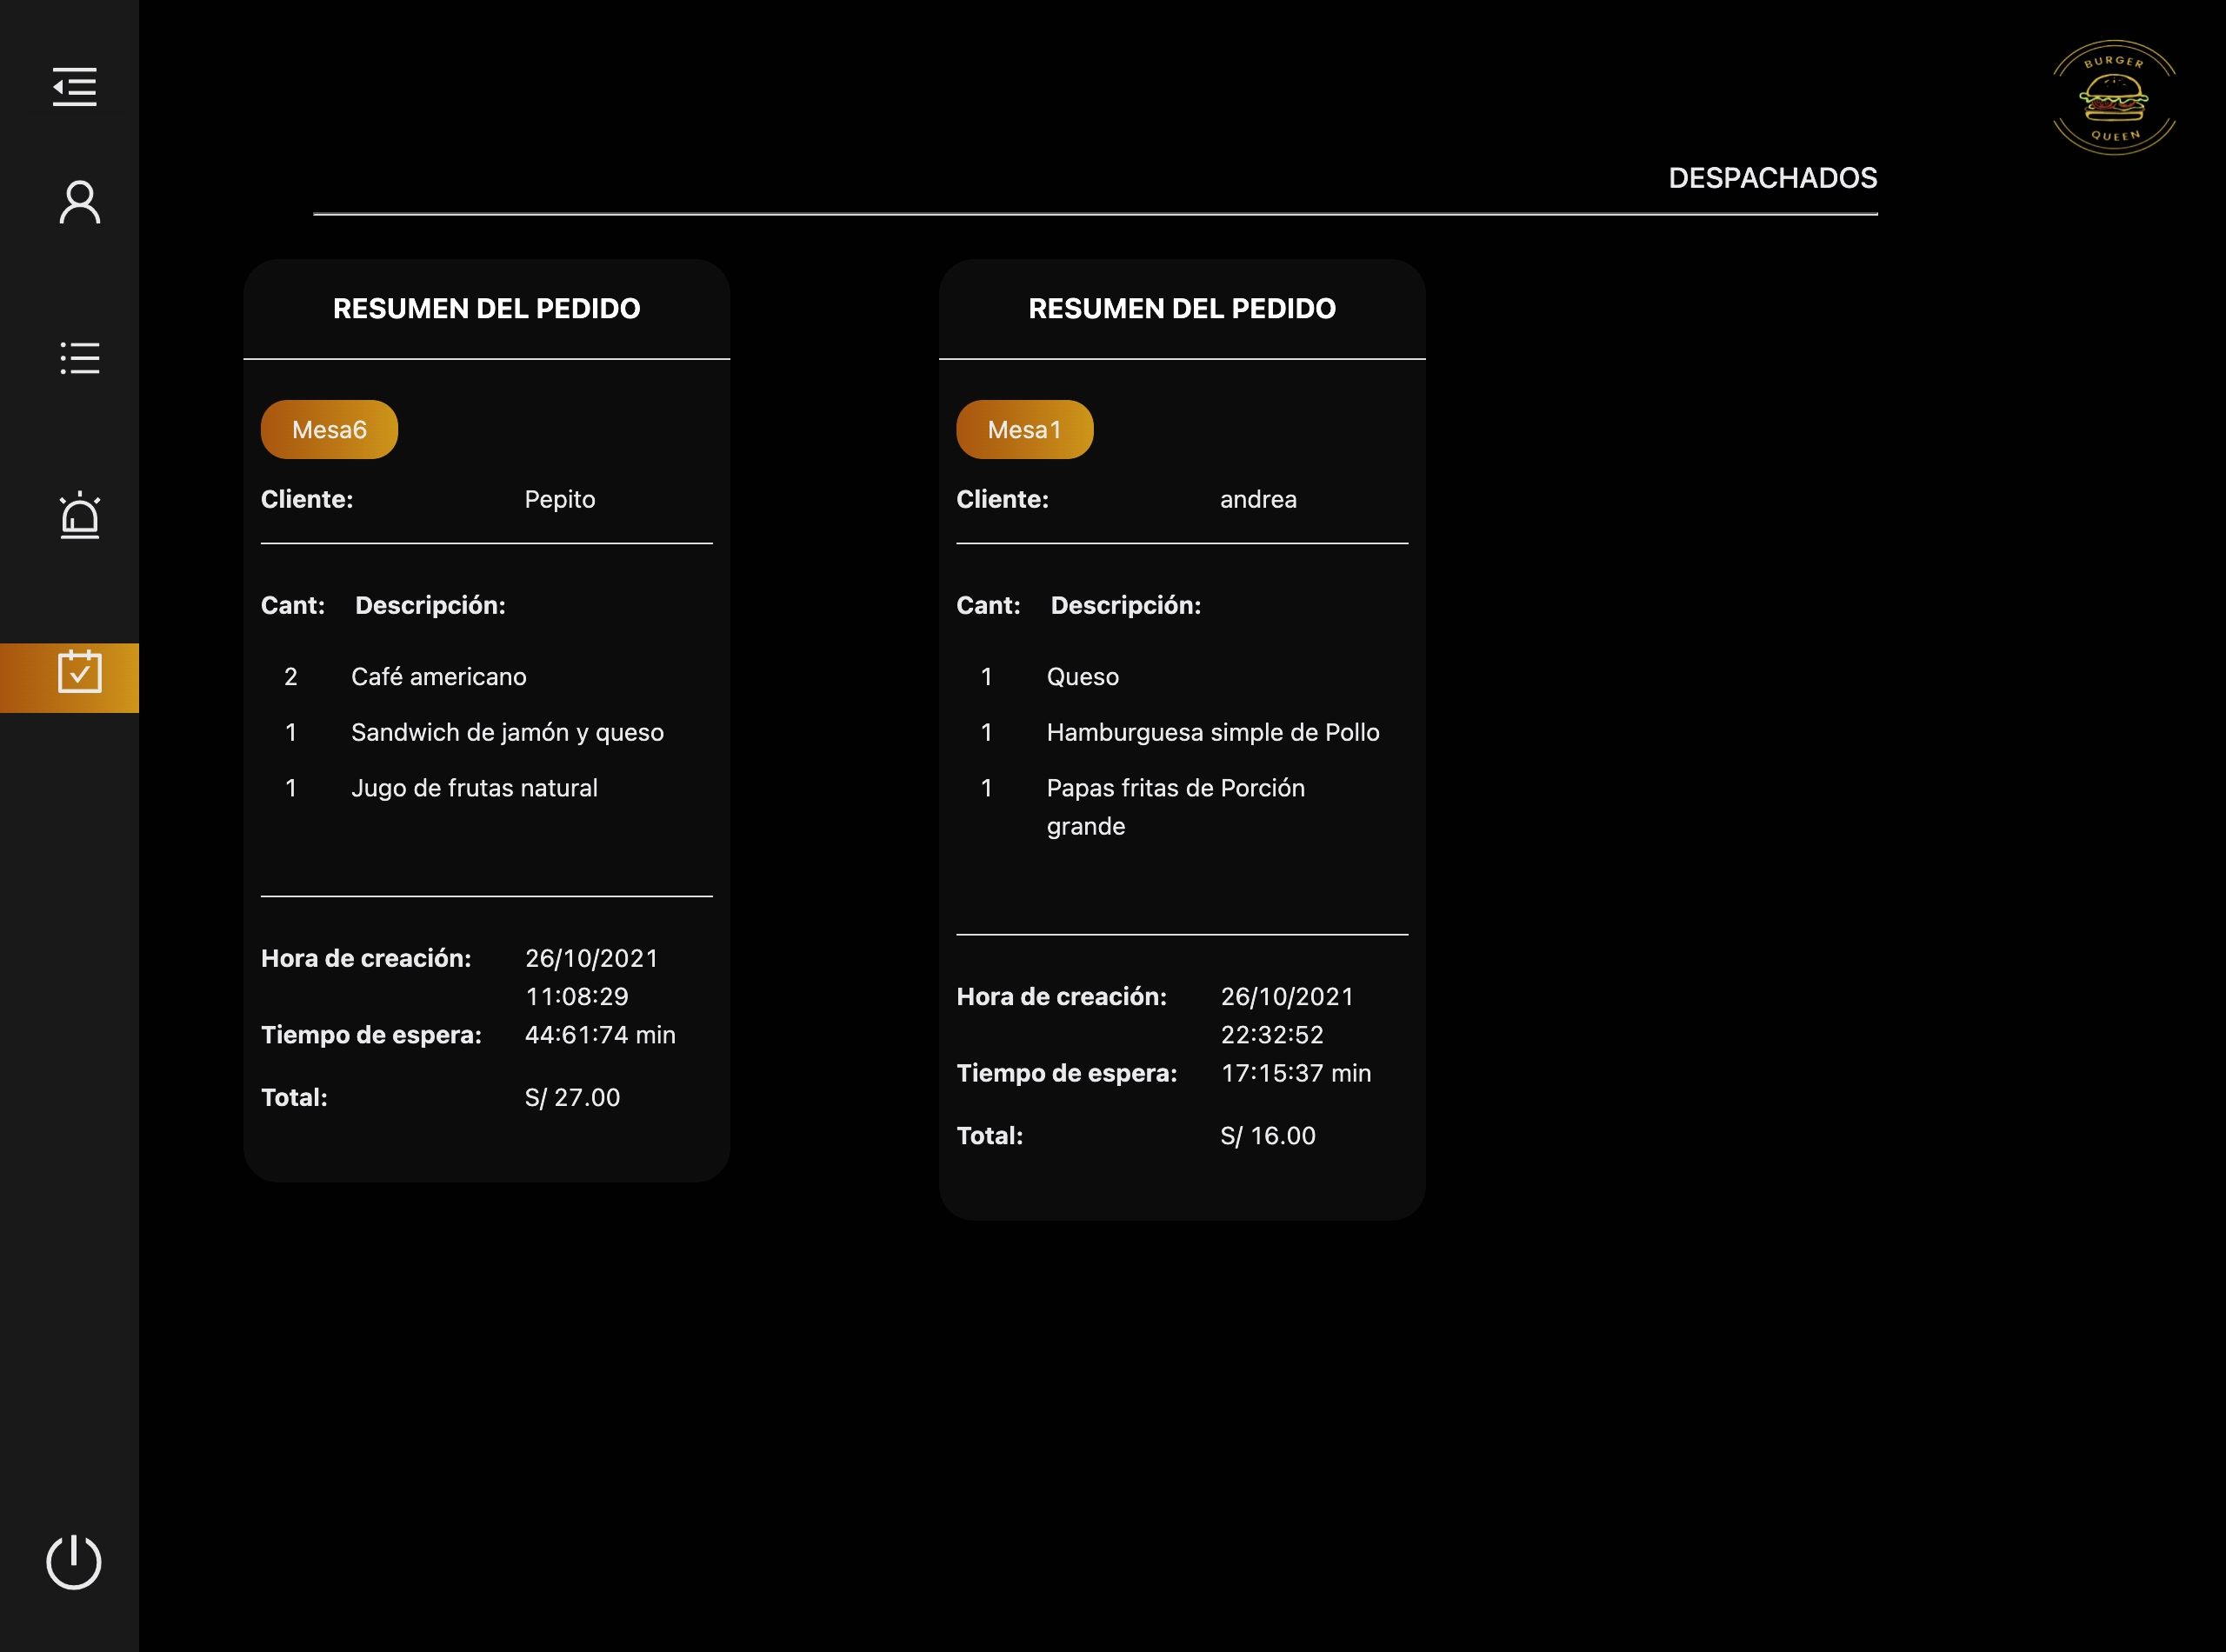 BURGER
QUEEN
DESPACHADOS
RESUMEN DEL PEDIDO
Mesa6
Cliente: Pepito
Cant: Descripción:
2 Café americano
1 Sandwich de jamón y queso
1 Jugo de frutas natural
Hora de creación: 26/10/2021
11:08:29
Tiempo de espera: 44:61:74 min
Total: S/ 27.00
RESUMEN DEL PEDIDO
Mesa1
Cliente: andrea
Cant: Descripción:
1 Queso
1 Hamburguesa simple de Pollo
1 Papas fritas de Porción
grande
Hora de creación: 26/10/2021
22:32:52
Tiempo de espera: 17:15:37 min
Total: S/ 16.00